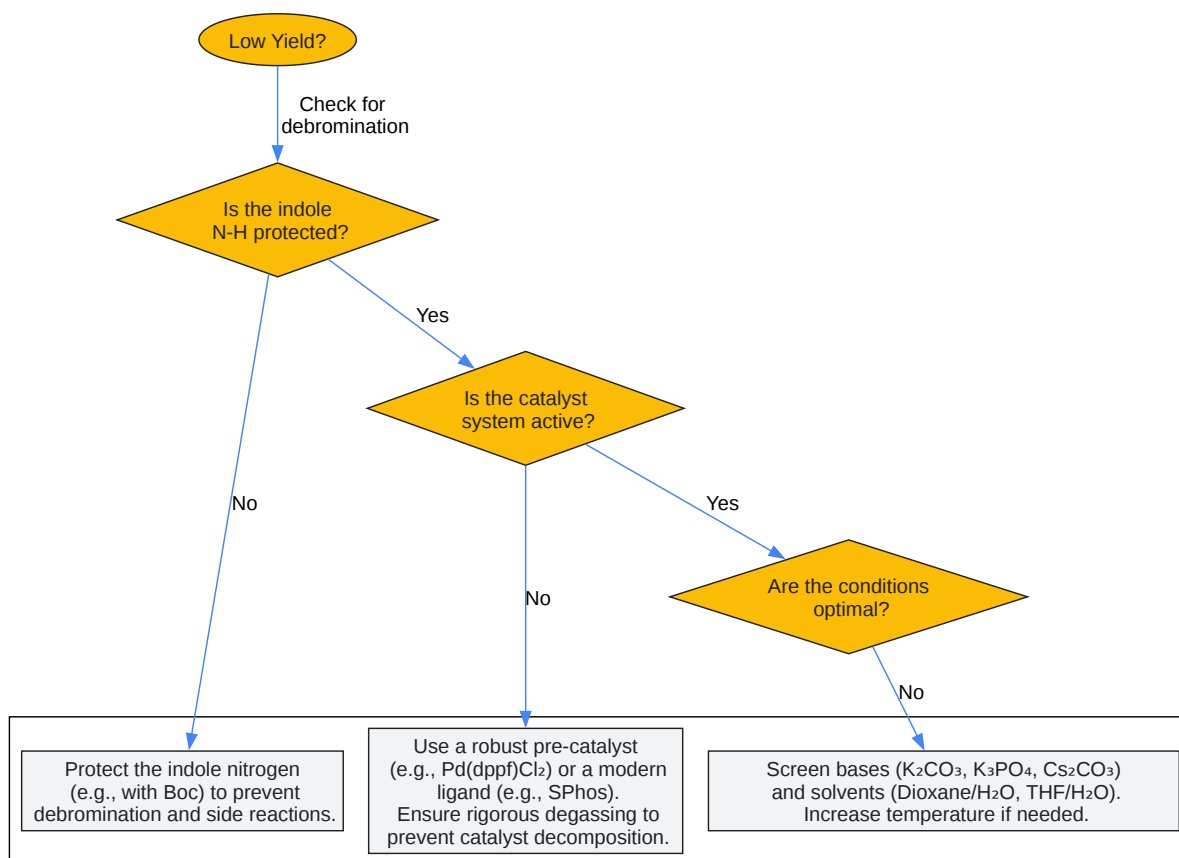 Low Yield?
Check for
debromination
Is the indole
N-H protected?
Yes
Is the catalyst
system active?
No
Yes
No
Are the conditions
optimal?
No
Protect the indole nitrogen
(e.g., with Boc) to prevent
debromination and side reactions.
Use a robust pre-catalyst
(e.g., Pd(dppf)Cl₂) or a modern
ligand (e.g., SPhos).
Ensure rigorous degassing to
prevent catalyst decomposition.
Screen bases (K₂CO₃, K₃PO₄, Cs₂CO₃)
and solvents (Dioxane/H₂O, THF/H₂O).
Increase temperature if needed.